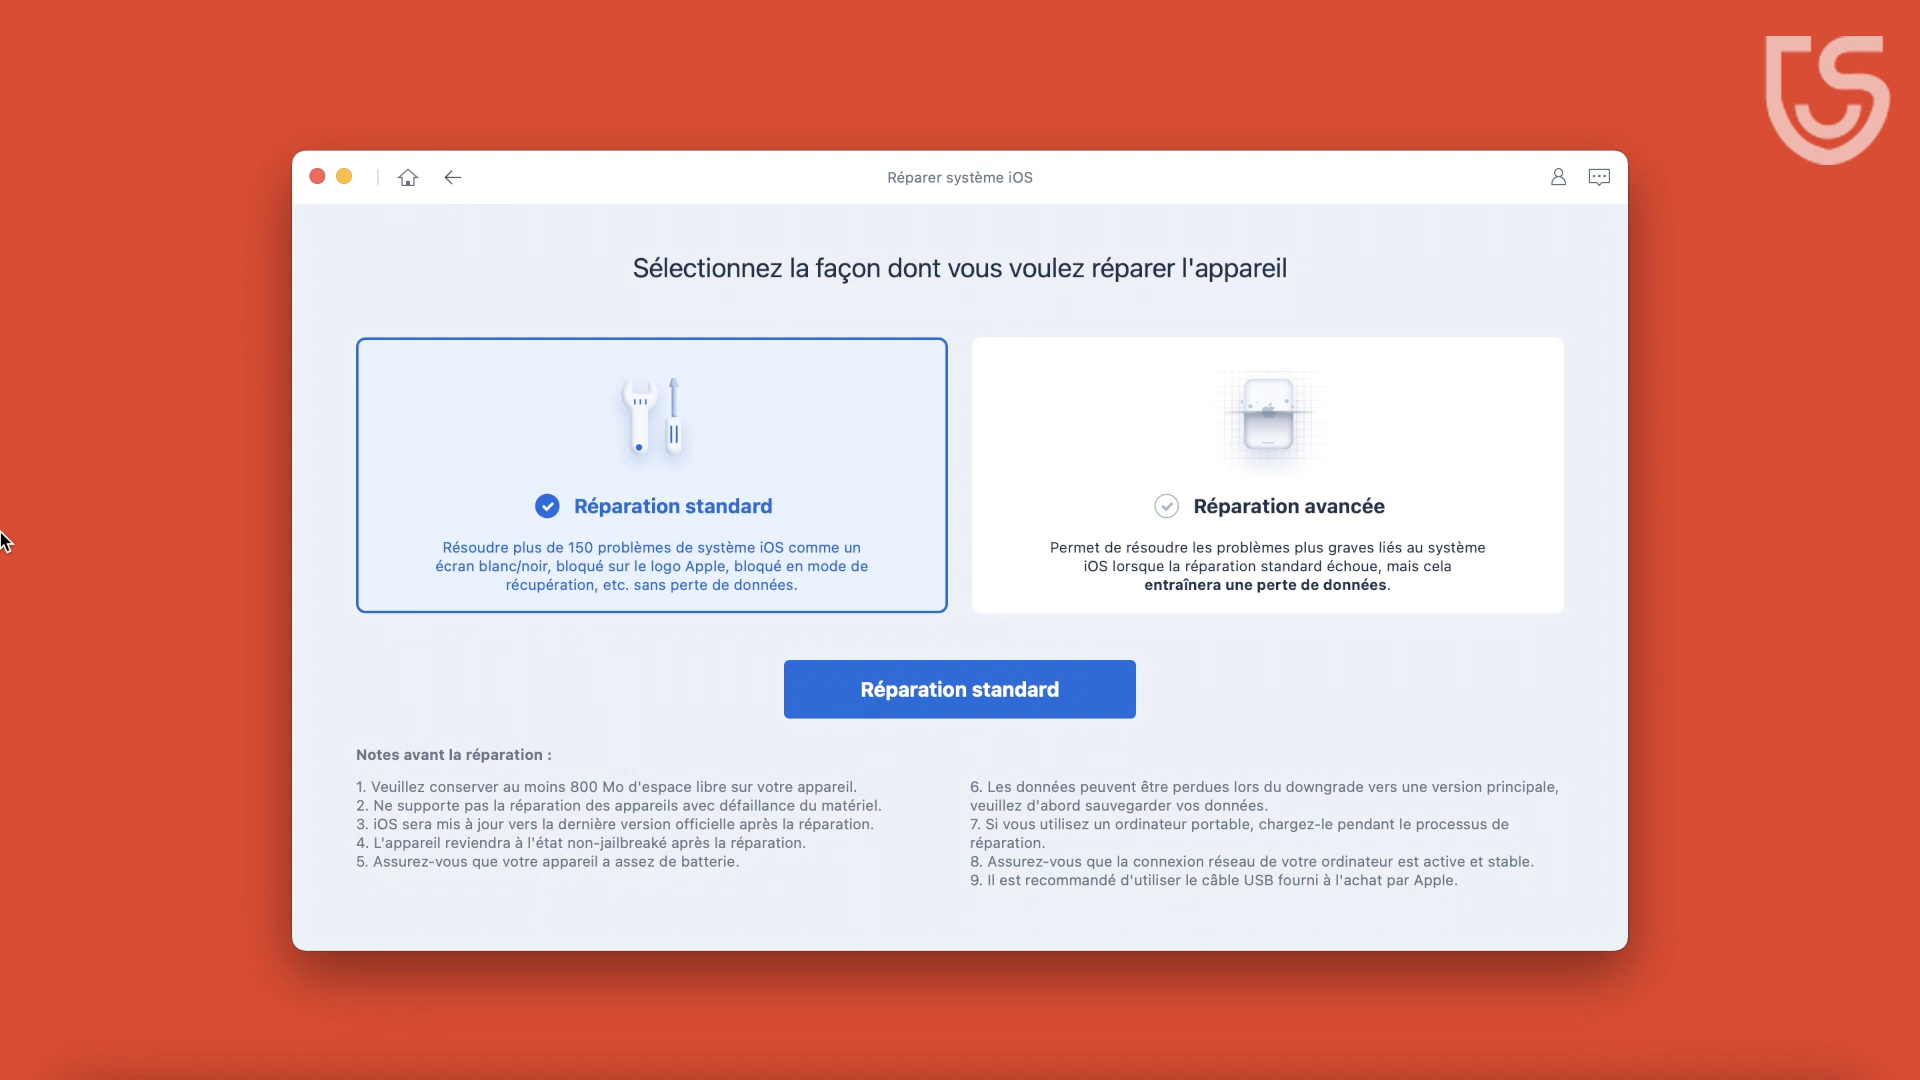 Réparer système iOS
Sélectionnez la façon dont vous voulez réparer l'appareil
Réparation standard
Résoudre plus de 150 problèmes de système iOS comme un
écran blanc/noir, bloqué sur le logo Apple, bloqué en mode de
récupération, etc. sans perte de données.
Réparation avancée
Permet de résoudre les problèmes plus graves liés au système
iOS lorsque la réparation standard échoue, mais cela
entraînera une perte de données.
Réparation standard
Notes avant la réparation :
1. Veuillez conserver au moins 800 Mo d'espace libre sur votre appareil.
2. Ne supporte pas la réparation des appareils avec défaillance du matériel.
3. iOS sera mis à jour vers la dernière version officielle après la réparation.
4. L'appareil reviendra à l'état non-jailbreaké après la réparation.
5. Assurez-vous que votre appareil a assez de batterie.
6. Les données peuvent être perdues lors du downgrade vers une version principale,
veuillez d'abord sauvegarder vos données.
7. Si vous utilisez un ordinateur portable, chargez-le pendant le processus de
réparation.
8. Assurez-vous que la connexion réseau de votre ordinateur est active et stable.
9. Il est recommandé d'utiliser le câble USB fourni à l'achat par Apple.